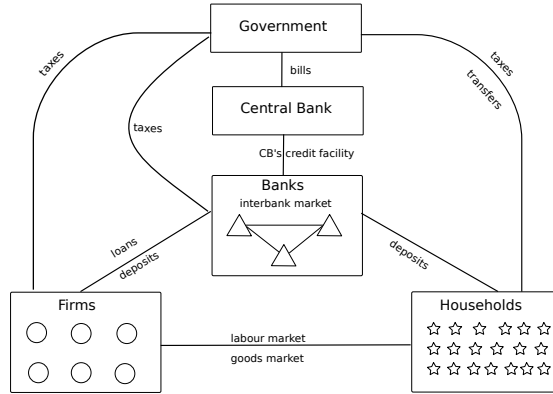 Government
taxes
taxes
transfers
bills
Central Bank
taxes
CB's credit facility
Banks
interbank market
loans
deposits
deposits
Firms
Households
labour market
goods market